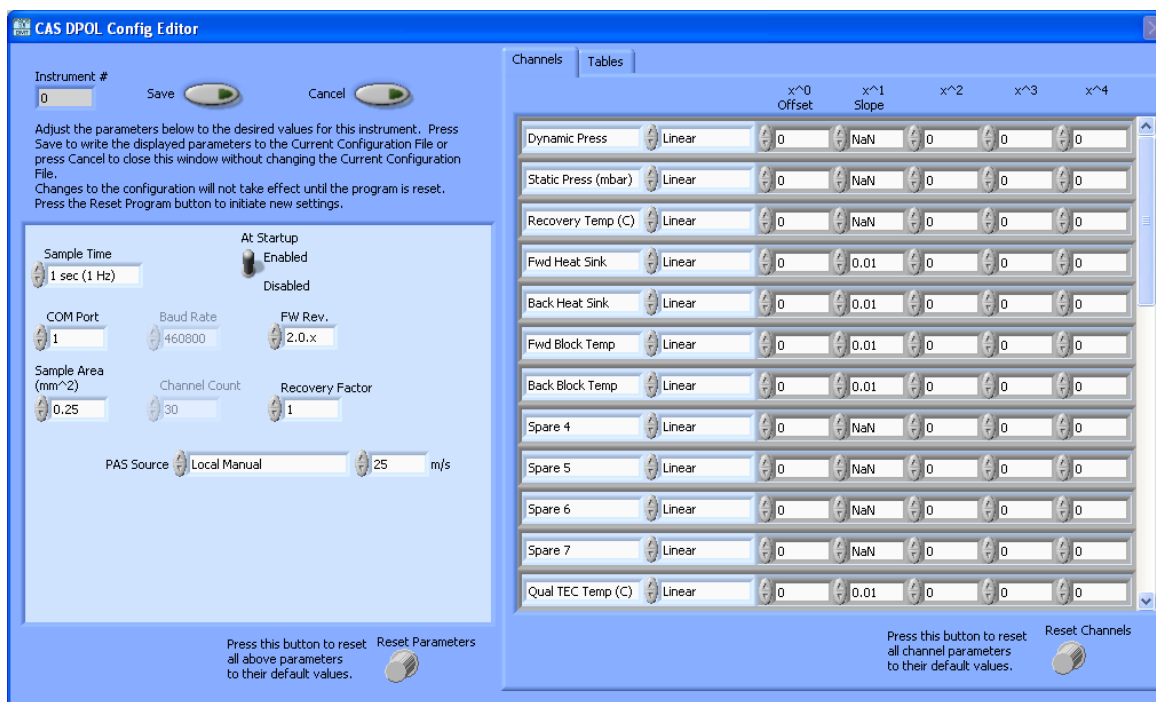 CAS DPOL Config Editor
Instrument #
0
Save
Cancel
Adjust the parameters below to the desired values for this instrument. Press
Save to write the displayed parameters to the Current Configuration File or
press Cancel to close this window without changing the Current Configuration
File.
Changes to the configuration will not take effect until the program is reset.
Press the Reset Program button to initiate new settings.
Sample Time
1 sec (1 Hz)
At Startup
Enabled
Disabled
COM Port
1
Baud Rate
460800
FW Rev.
2.0.x
Sample Area
(mm^2)
0.25
Channel Count
30
Recovery Factor
1
PAS Source Local Manual 25 m/s
Press this button to reset
all above parameters
to their default values.
Reset Parameters
Channels Tables
x^0 x^1 x^2 x^3 x^4
Offset Slope
Dynamic Press Linear 0 NaN 0 0 0
Static Press (mbar) Linear 0 NaN 0 0 0
Recovery Temp (C) Linear 0 NaN 0 0 0
Fwd Heat Sink Linear 0 0.01 0 0 0
Back Heat Sink Linear 0 0.01 0 0 0
Fwd Block Temp Linear 0 0.01 0 0 0
Back Block Temp Linear 0 0.01 0 0 0
Spare 4 Linear 0 NaN 0 0 0
Spare 5 Linear 0 NaN 0 0 0
Spare 6 Linear 0 NaN 0 0 0
Spare 7 Linear 0 NaN 0 0 0
Qual TEC Temp (C) Linear 0 0.01 0 0 0
Press this button to reset
all channel parameters
to their default values.
Reset Channels